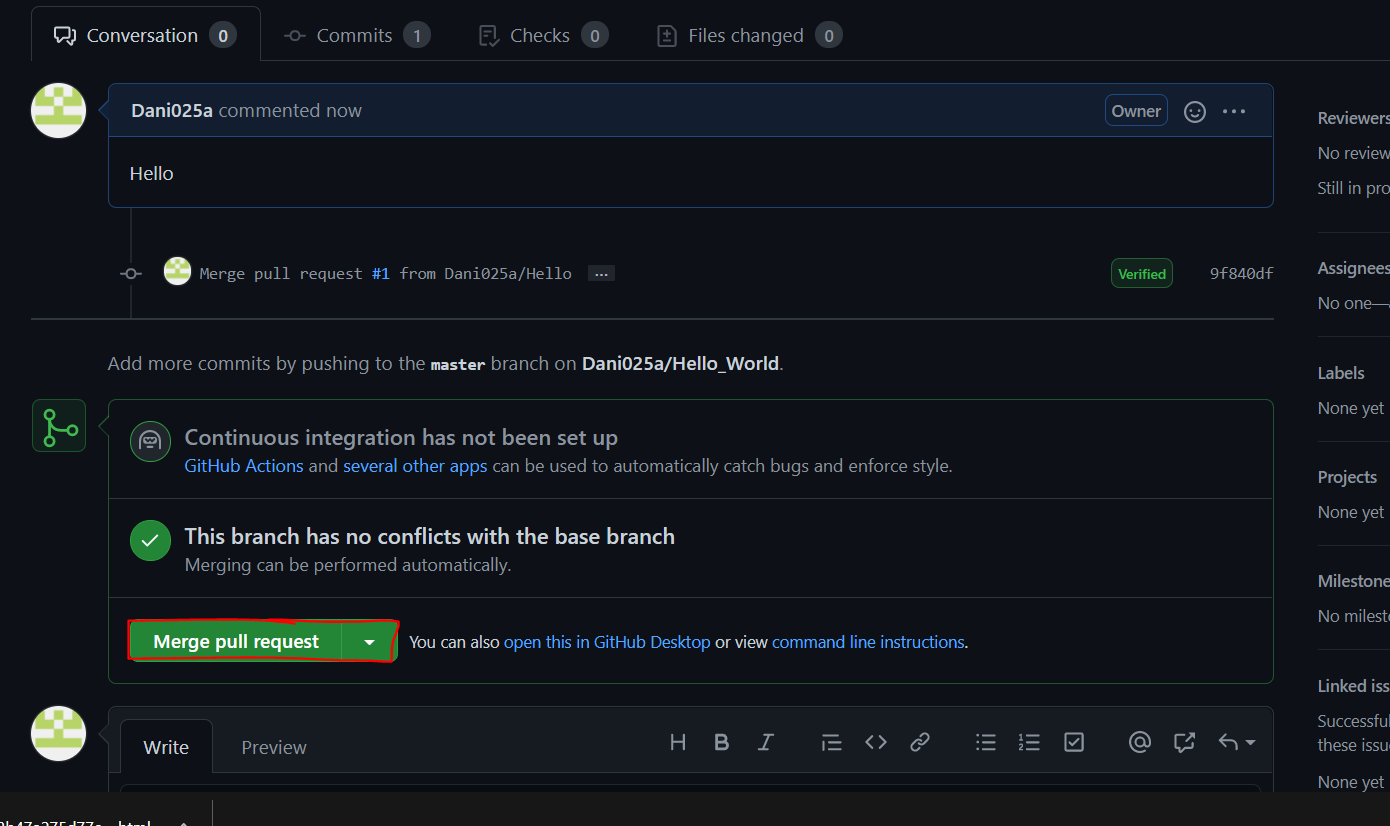 Conversation 0 Commits 1 Checks 0 Files changed 0
Dani025a commented now Owner
Hello
Merge pull request #1 from Dani025a/Hello … Verified 9f840df
Add more commits by pushing to the master branch on Dani025a/Hello_World.
Continuous integration has not been set up
GitHub Actions and several other apps can be used to automatically catch bugs and enforce style.
This branch has no conflicts with the base branch
Merging can be performed automatically.
Merge pull request You can also open this in GitHub Desktop or view command line instructions.
Write Preview H B I
Reviewers
No review
Still in pro
Assignees
No one—
Labels
None yet
Projects
None yet
Milestone
No milest
Linked iss
Successful
these issu
None yet